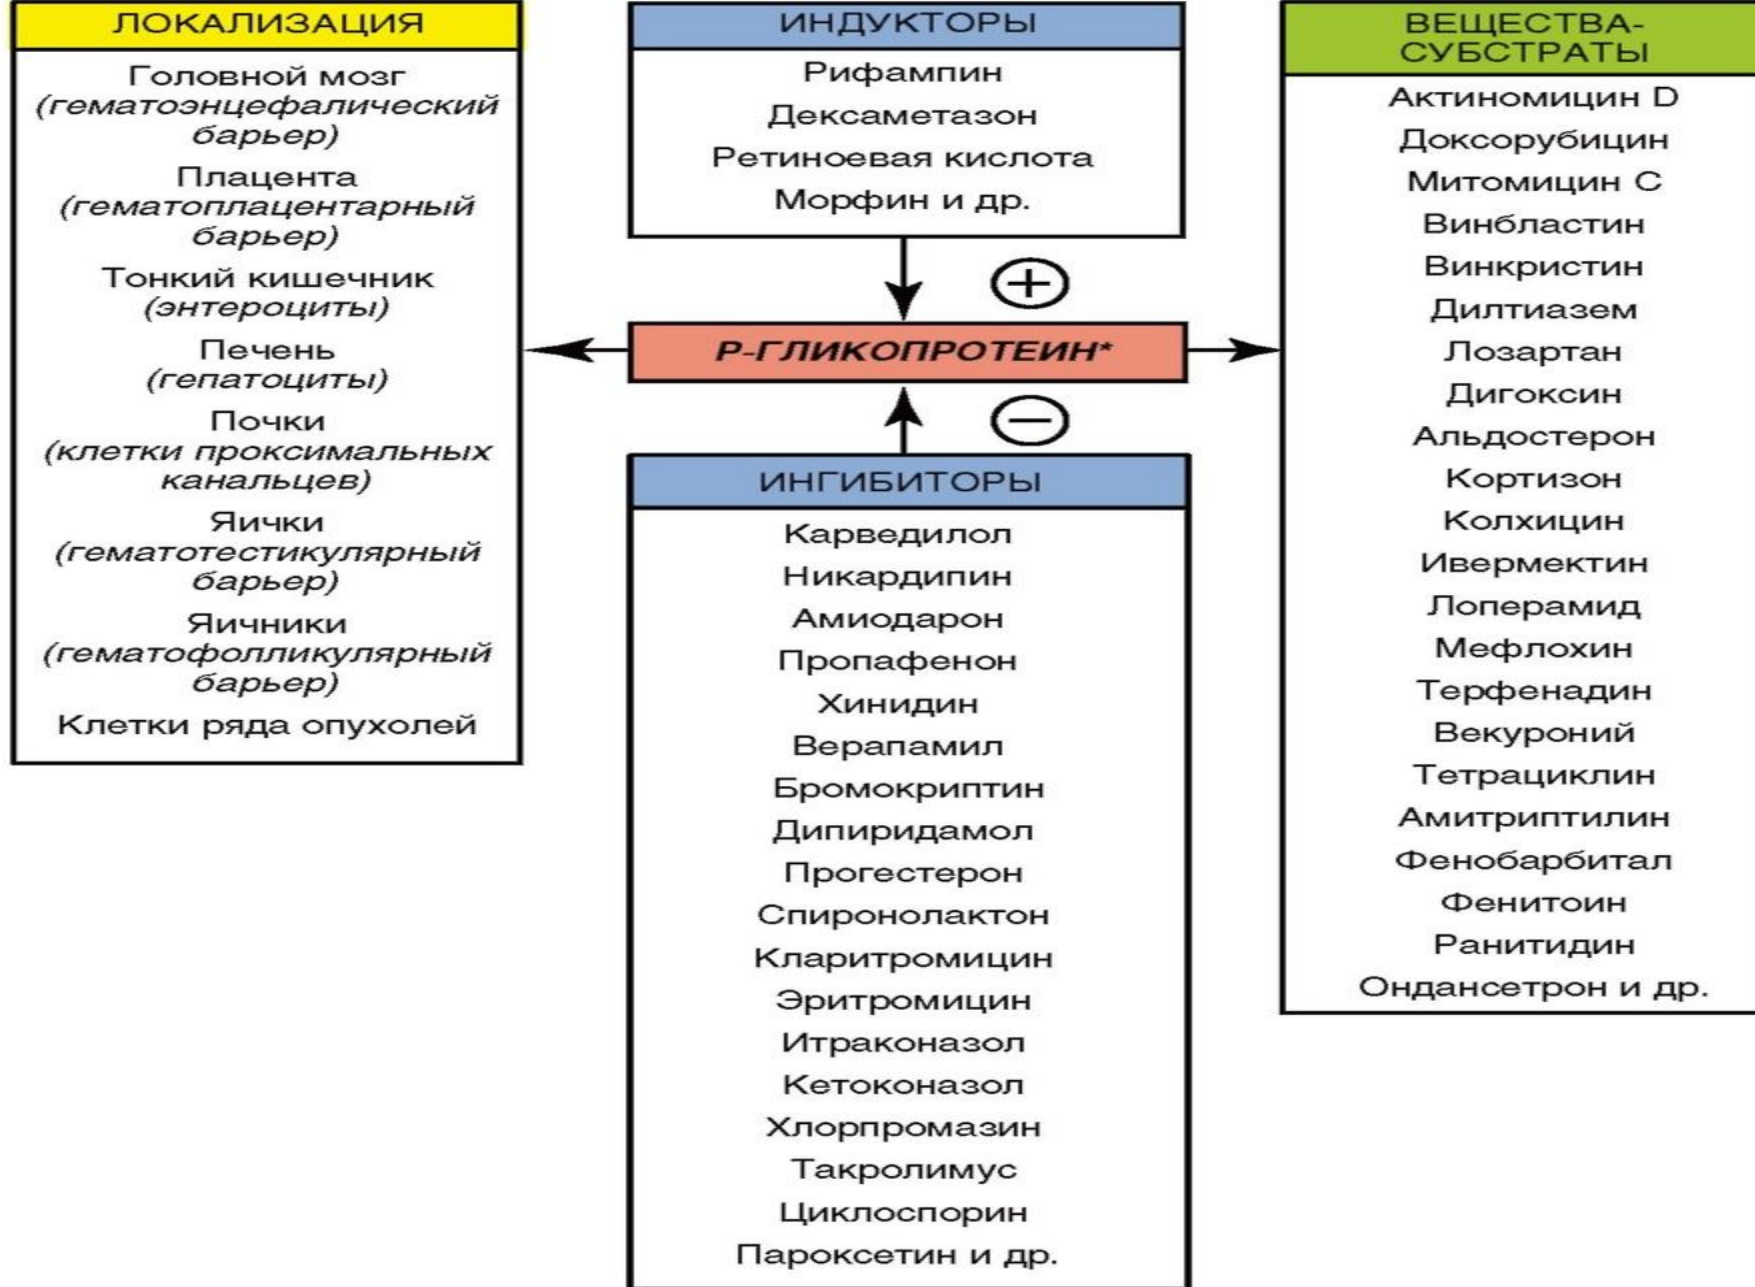 ЛОКАЛИЗАЦИЯ
Головной мозг
(гематоэнцефалический
барьер)
Плацента
(гематоплацентарный
барьер)
Тонкий кишечник
(энтероциты)
Печень
(гепатоциты)
Почки
(клетки проксимальных
канальцев)
Яички
(гематотестикулярный
барьер)
Яичники
(гематофолликулярный
барьер)
Клетки ряда опухолей
ИНДУКТОРЫ
Рифампин
Дексаметазон
Ретиноевая кислота
Морфин и др.
+
Р-ГЛИКОПРОТЕИН*
−
ИНГИБИТОРЫ
Карведилол
Никардипин
Амиодарон
Пропафенон
Хинидин
Верапамил
Бромокриптин
Дипиридамол
Прогестерон
Спиронолактон
Кларитромицин
Эритромицин
Итраконазол
Кетоконазол
Хлорпромазин
Такролимус
Циклоспорин
Пароксетин и др.
ВЕЩЕСТВА-
СУБСТРАТЫ
Актиномицин D
Доксорубицин
Митомицин С
Винбластин
Винкристин
Дилтиазем
Лозартан
Дигоксин
Альдостерон
Кортизон
Колхицин
Ивермектин
Лоперамид
Мефлохин
Терфенадин
Векуроний
Тетрациклин
Амитриптилин
Фенобарбитал
Фенитоин
Ранитидин
Ондансетрон и др.